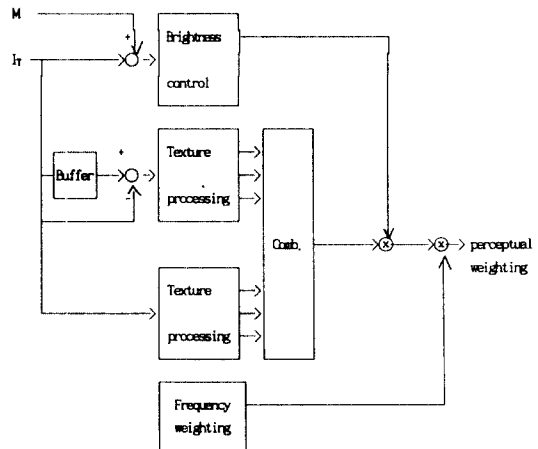 M
+
Brightness
I_T
-
control
+
Texture
Buffer
-
processing
Comb.
x
x
perceptual
weighting
Texture
processing
Frequency
weighting